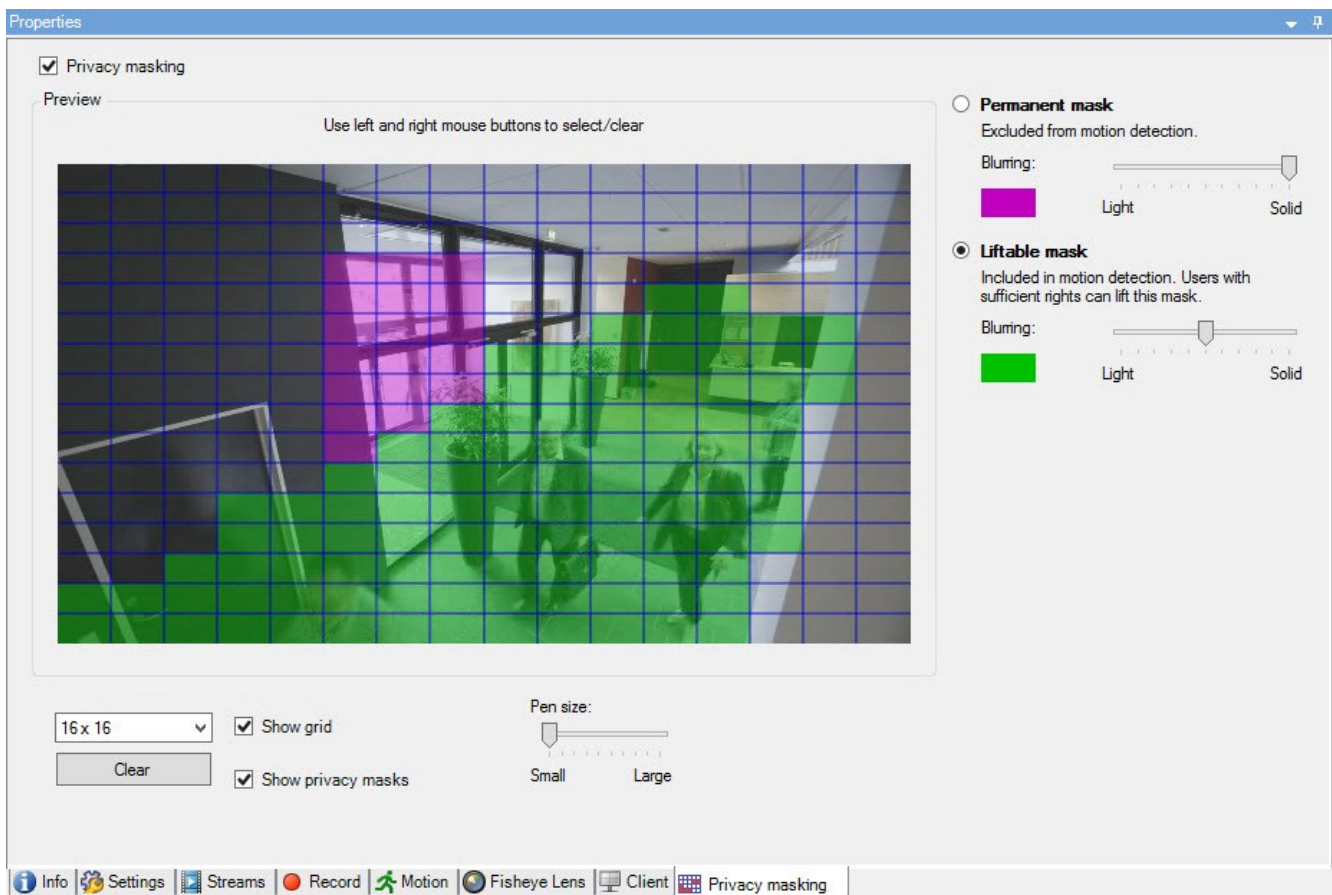 Properties
Privacy masking
Preview
Use left and right mouse buttons to select/clear
Permanent mask
Excluded from motion detection.
Blurring:
Light Solid
Liftable mask
Included in motion detection. Users with
sufficient rights can lift this mask.
Blurring:
Light Solid
16 x 16
Show grid
Clear
Show privacy masks
Pen size:
Small Large
Info Settings Streams Record Motion Fisheye Lens Client Privacy masking